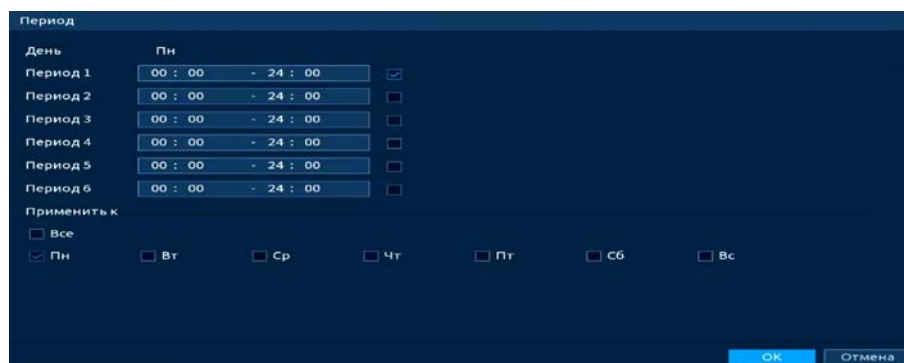 Период
День Пн
Период 1 00 : 00 - 24 : 00
Период 2 00 : 00 - 24 : 00
Период 3 00 : 00 - 24 : 00
Период 4 00 : 00 - 24 : 00
Период 5 00 : 00 - 24 : 00
Период 6 00 : 00 - 24 : 00
Применить к
Все
Пн Вт Ср Чт Пт Сб Вс
OK Отмена